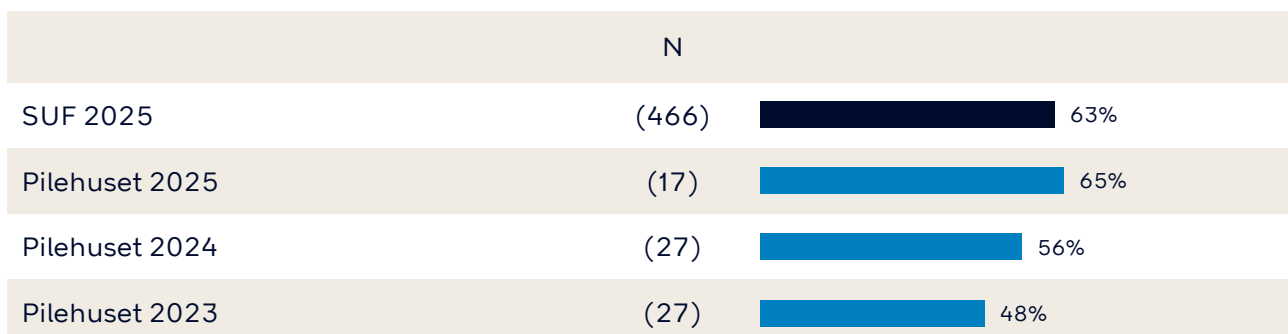 N
SUF 2025 (466) 63%
Pilehuset 2025 (17) 65%
Pilehuset 2024 (27) 56%
Pilehuset 2023 (27) 48%